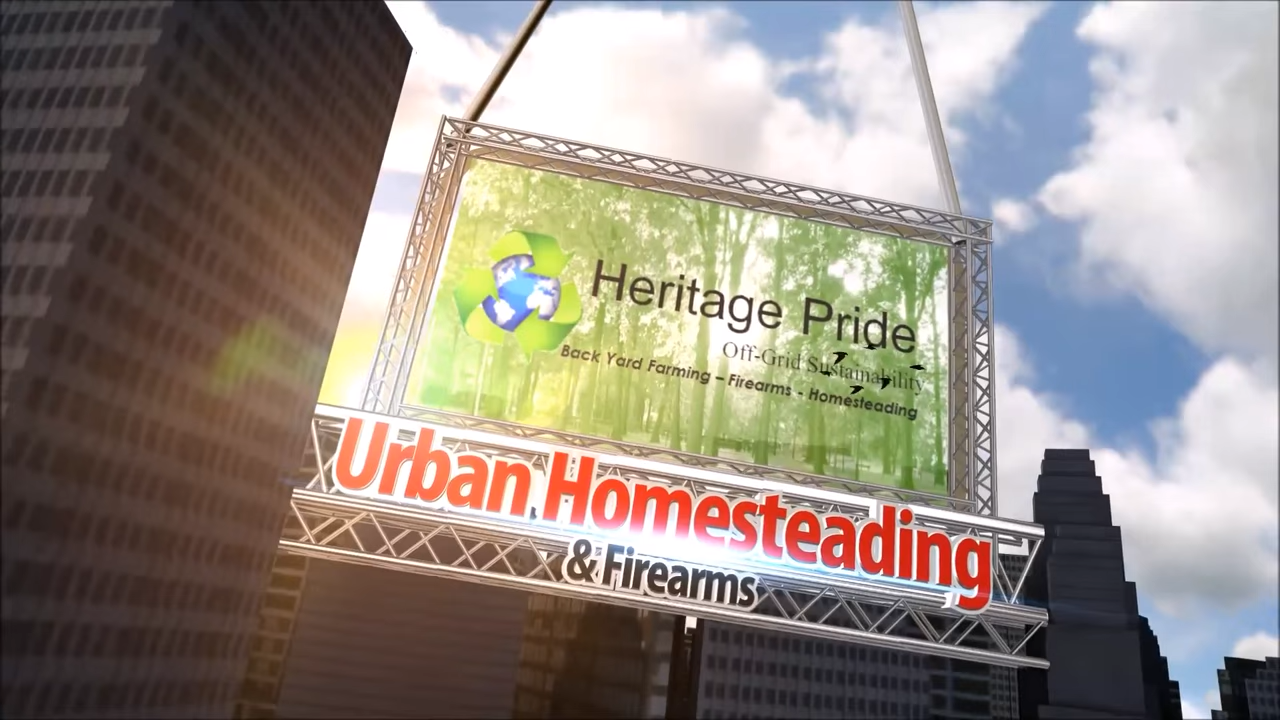 Heritage Pride
Off-Grid Sustainability
Back Yard Farming – Firearms - Homesteading
Urban Homesteading
& Firearms